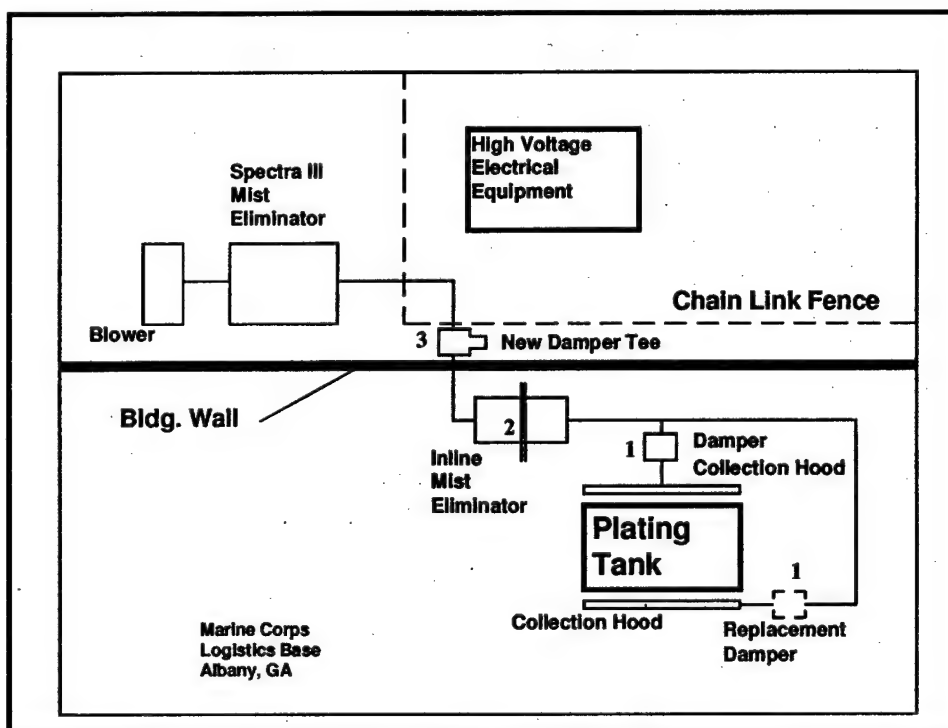 High Voltage
Electrical
Equipment
Spectra III
Mist
Eliminator
Chain Link Fence
Blower
3
New Damper Tee
Bldg. Wall
2
Inline
Mist
Eliminator
1
Damper
Collection Hood
Plating
Tank
1
Collection Hood
Replacement
Damper
Marine Corps
Logistics Base
Albany, GA